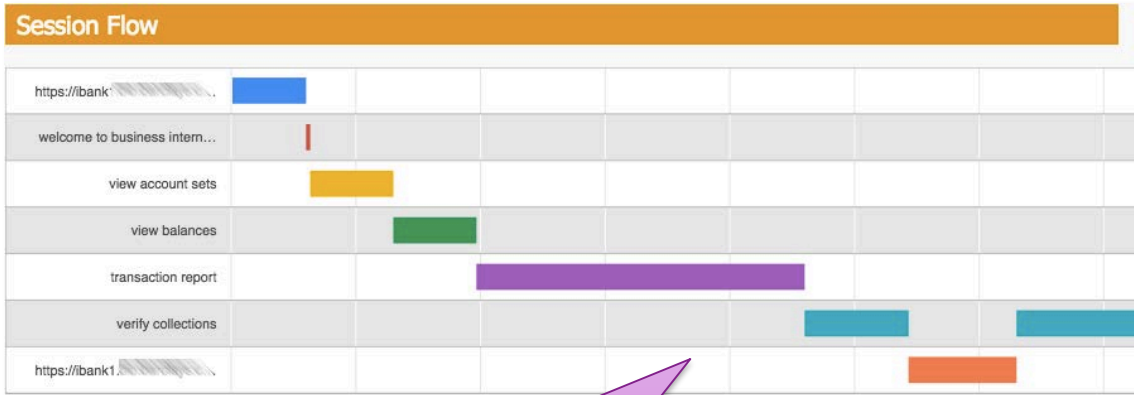 Session Flow
https://ibank
welcome to business intern...
view account sets
view balances
transaction report
verify collections
https://ibank1.